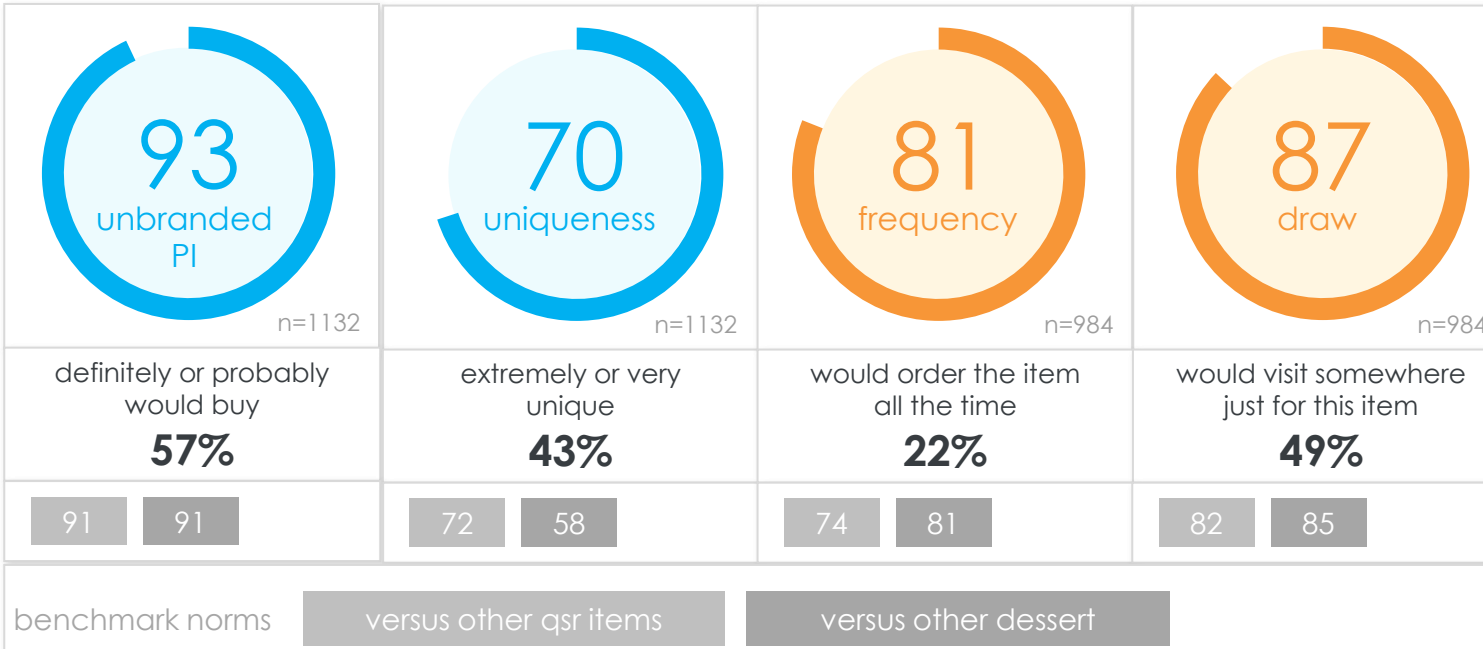 93
unbranded
PI
n=1132
definitely or probably
would buy
57%
91 91
70
uniqueness
n=1132
extremely or very
unique
43%
72 58
81
frequency
n=984
would order the item
all the time
22%
74 81
87
draw
n=984
would visit somewhere
just for this item
49%
82 85
benchmark norms versus other qsr items versus other dessert